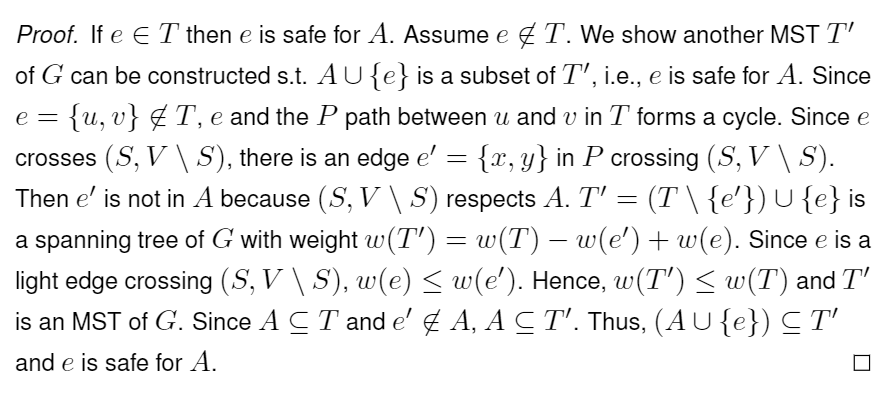 Proof. If e ∈ T then e is safe for A. Assume e ∉ T. We show another MST T′
of G can be constructed s.t. A ∪ {e} is a subset of T′, i.e., e is safe for A. Since
e = {u, v} ∉ T, e and the P path between u and v in T forms a cycle. Since e
crosses (S, V \ S), there is an edge e′ = {x, y} in P crossing (S, V \ S).
Then e′ is not in A because (S, V \ S) respects A. T′ = (T \ {e′}) ∪ {e} is
a spanning tree of G with weight w(T′) = w(T) − w(e′) + w(e). Since e is a
light edge crossing (S, V \ S), w(e) ≤ w(e′). Hence, w(T′) ≤ w(T) and T′
is an MST of G. Since A ⊆ T and e′ ∉ A, A ⊆ T′. Thus, (A ∪ {e}) ⊆ T′
and e is safe for A. □